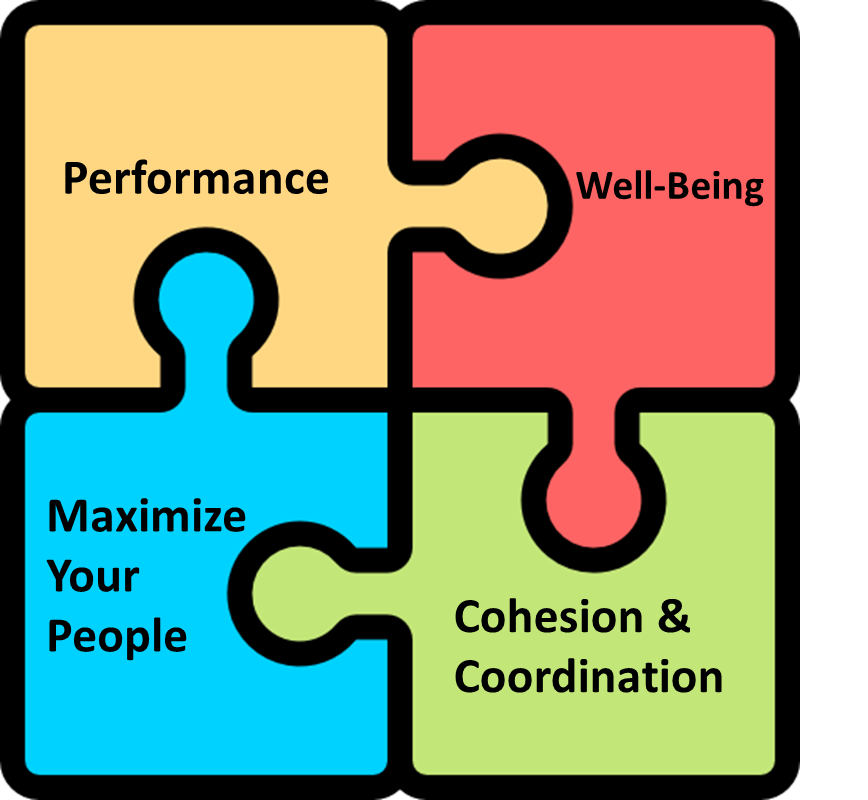 Performance
Well-Being
Maximize
Your
People
Cohesion &
Coordination